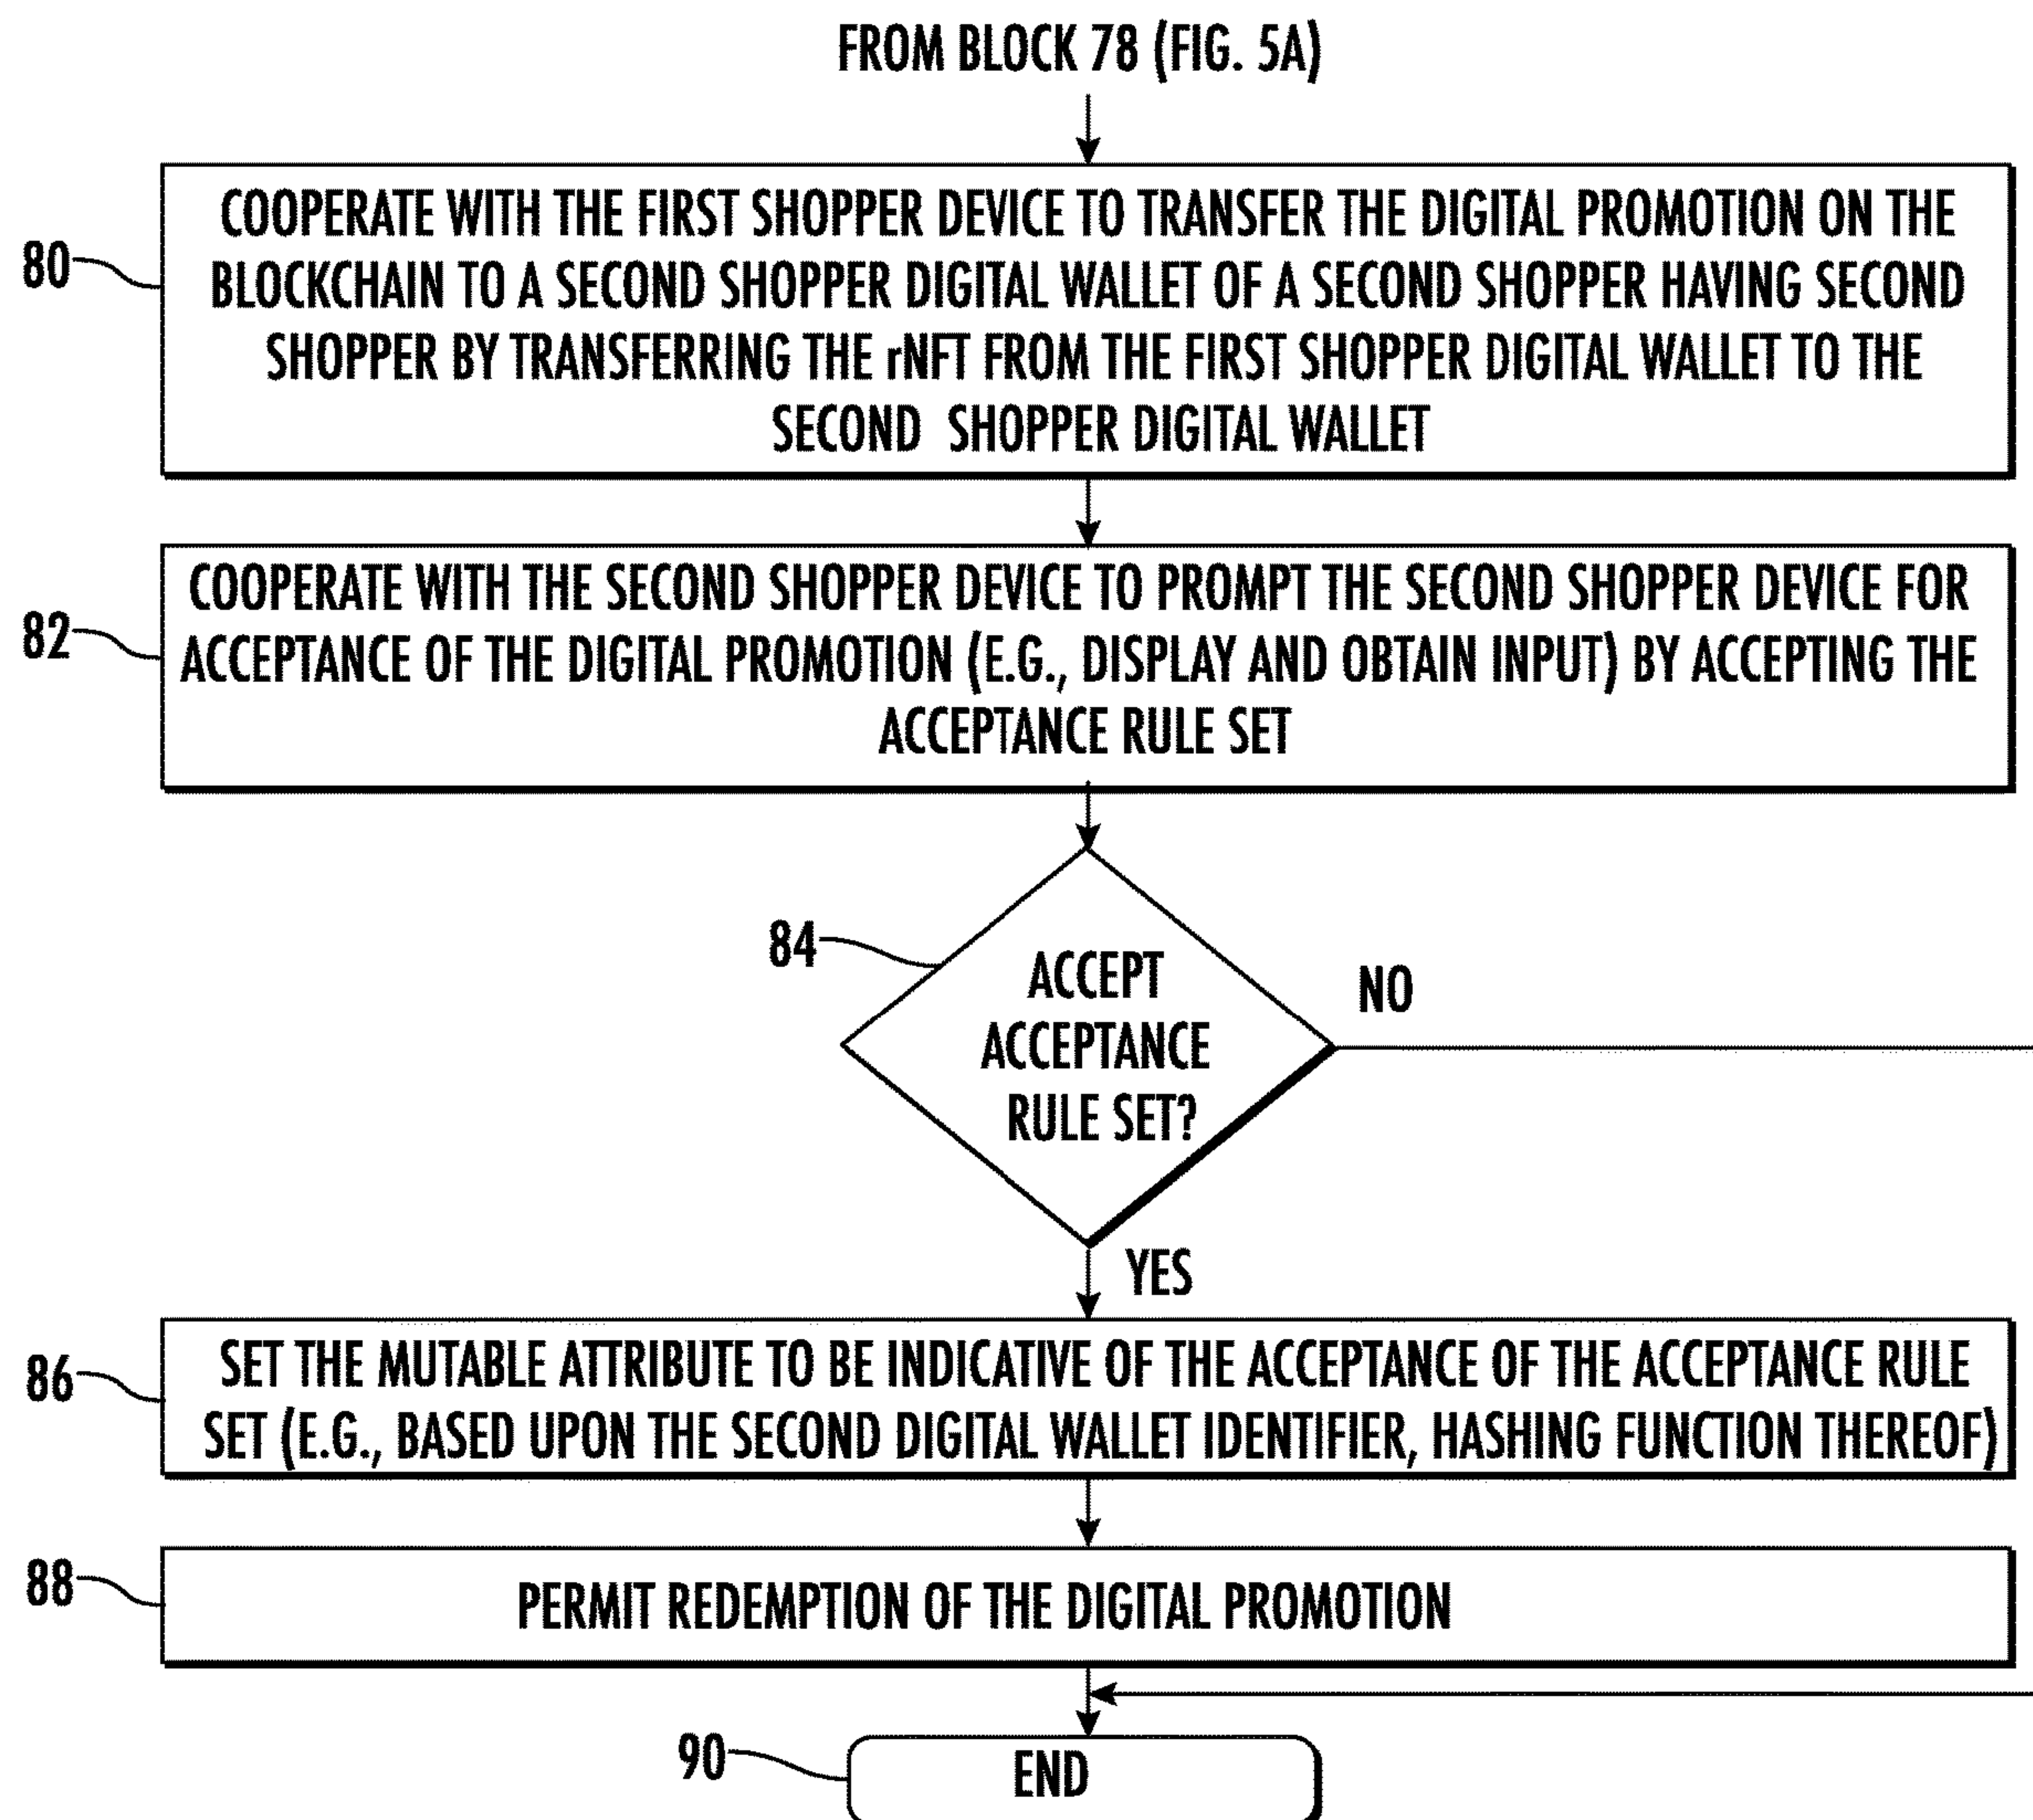 FROM BLOCK 78 (FIG. 5A)
80
COOPERATE WITH THE FIRST SHOPPER DEVICE TO TRANSFER THE DIGITAL PROMOTION ON THE
BLOCKCHAIN TO A SECOND SHOPPER DIGITAL WALLET OF A SECOND SHOPPER HAVING SECOND
SHOPPER BY TRANSFERRING THE rNFT FROM THE FIRST SHOPPER DIGITAL WALLET TO THE
SECOND SHOPPER DIGITAL WALLET
82
COOPERATE WITH THE SECOND SHOPPER DEVICE TO PROMPT THE SECOND SHOPPER DEVICE FOR
ACCEPTANCE OF THE DIGITAL PROMOTION (E.G., DISPLAY AND OBTAIN INPUT) BY ACCEPTING THE
ACCEPTANCE RULE SET
84
ACCEPT
ACCEPTANCE
RULE SET?
NO
YES
86
SET THE MUTABLE ATTRIBUTE TO BE INDICATIVE OF THE ACCEPTANCE OF THE ACCEPTANCE RULE
SET (E.G., BASED UPON THE SECOND DIGITAL WALLET IDENTIFIER, HASHING FUNCTION THEREOF)
88
PERMIT REDEMPTION OF THE DIGITAL PROMOTION
90
END